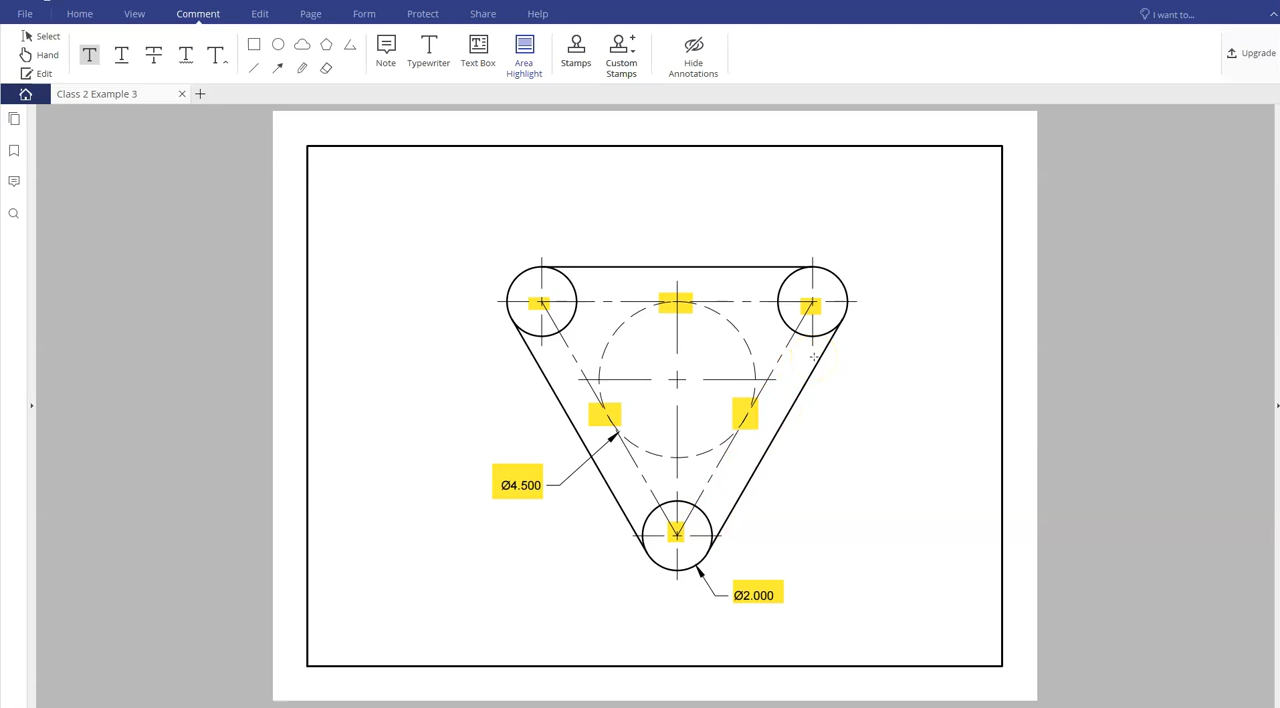 File Home View Comment Edit Page Form Protect Share Help I want to...
Select
Hand
Edit
T T T T T
Note Typewriter Text Box Area Highlight Stamps Custom Stamps Hide Annotations
Upgrade
Class 2 Example 3
Ø4.500
Ø2.000